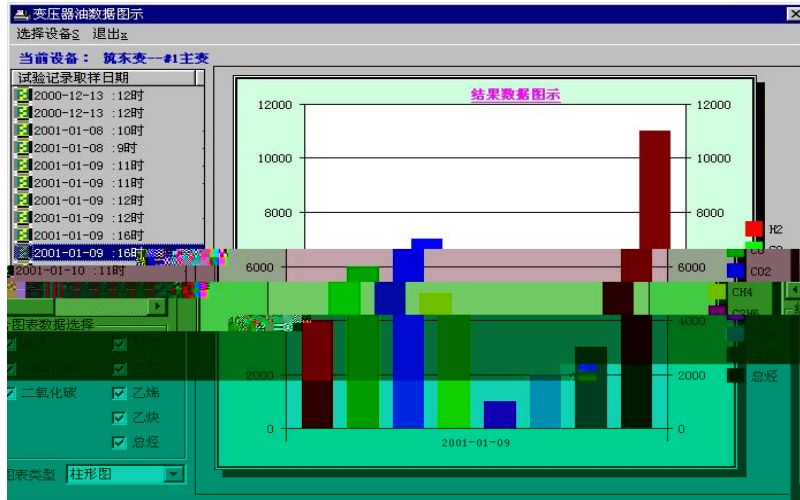 变压器油数据图示
选择设备S 退出x
当前设备： 筑东变--#1主变
试验记录取样日期
2000-12-13 :12时
2000-12-13 :12时
2001-01-08 :10时
2001-01-08 :9时
2001-01-09 :11时
2001-01-09 :11时
2001-01-09 :12时
2001-01-09 :12时
2001-01-09 :16时
2001-01-09 :16时
2001-01-10 :11时
图表数据选择
二氧化碳
乙烯
乙炔
总烃
图表类型 柱形图
结果数据图示
12000 12000
10000 10000
8000 8000
6000 6000
4000
2000 2000
0 0
2001-01-09
H2
CO2
CH4
C2H6
总烃